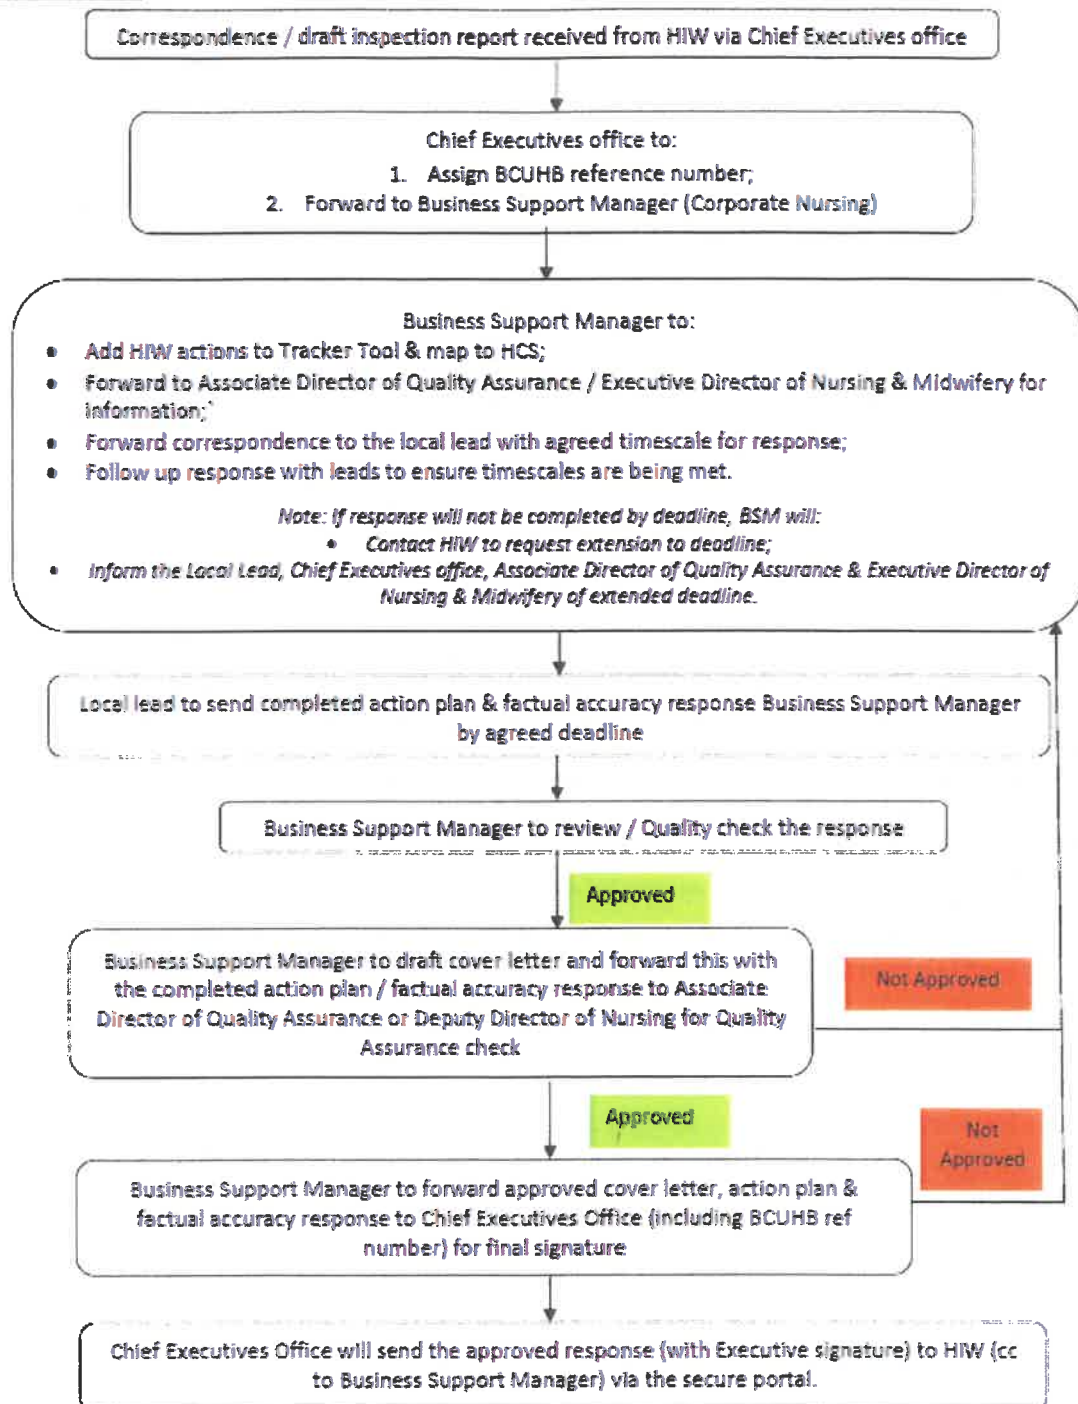 Correspondence / draft inspection report received from HIW via Chief Executives office
Chief Executives office to:
1. Assign BCUHB reference number;
2. Forward to Business Support Manager (Corporate Nursing)
Business Support Manager to:
• Add HIW actions to Tracker Tool & map to HCS;
• Forward to Associate Director of Quality Assurance / Executive Director of Nursing & Midwifery for
information;
• Forward correspondence to the local lead with agreed timescale for response;
• Follow up response with leads to ensure timescales are being met.
Note: if response will not be completed by deadline, BSM will:
• Contact HIW to request extension to deadline;
• Inform the Local Lead, Chief Executives office, Associate Director of Quality Assurance & Executive Director of
Nursing & Midwifery of extended deadline.
Local lead to send completed action plan & factual accuracy response Business Support Manager
by agreed deadline
Business Support Manager to review / Quality check the response
Approved
Business Support Manager to draft cover letter and forward this with
the completed action plan / factual accuracy response to Associate
Director of Quality Assurance or Deputy Director of Nursing for Quality
Assurance check
Not Approved
Approved
Not
Approved
Business Support Manager to forward approved cover letter, action plan &
factual accuracy response to Chief Executives Office (including BCUHB ref
number) for final signature
Chief Executives Office will send the approved response (with Executive signature) to HIW (cc
to Business Support Manager) via the secure portal.